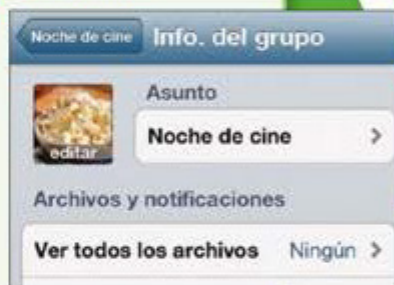 Noche de cine Info. del grupo
Asunto
editar
Noche de cine
Archivos y notificaciones
Ver todos los archivos Ningún